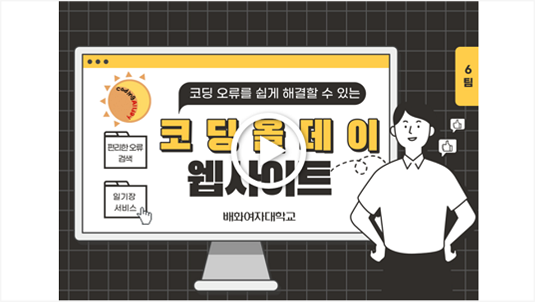 6
팀
코딩 오류를 쉽게 해결할 수 있는
코딩올데이
웹사이트
배화여자대학교
편리한 오류
검색
일기장
서비스